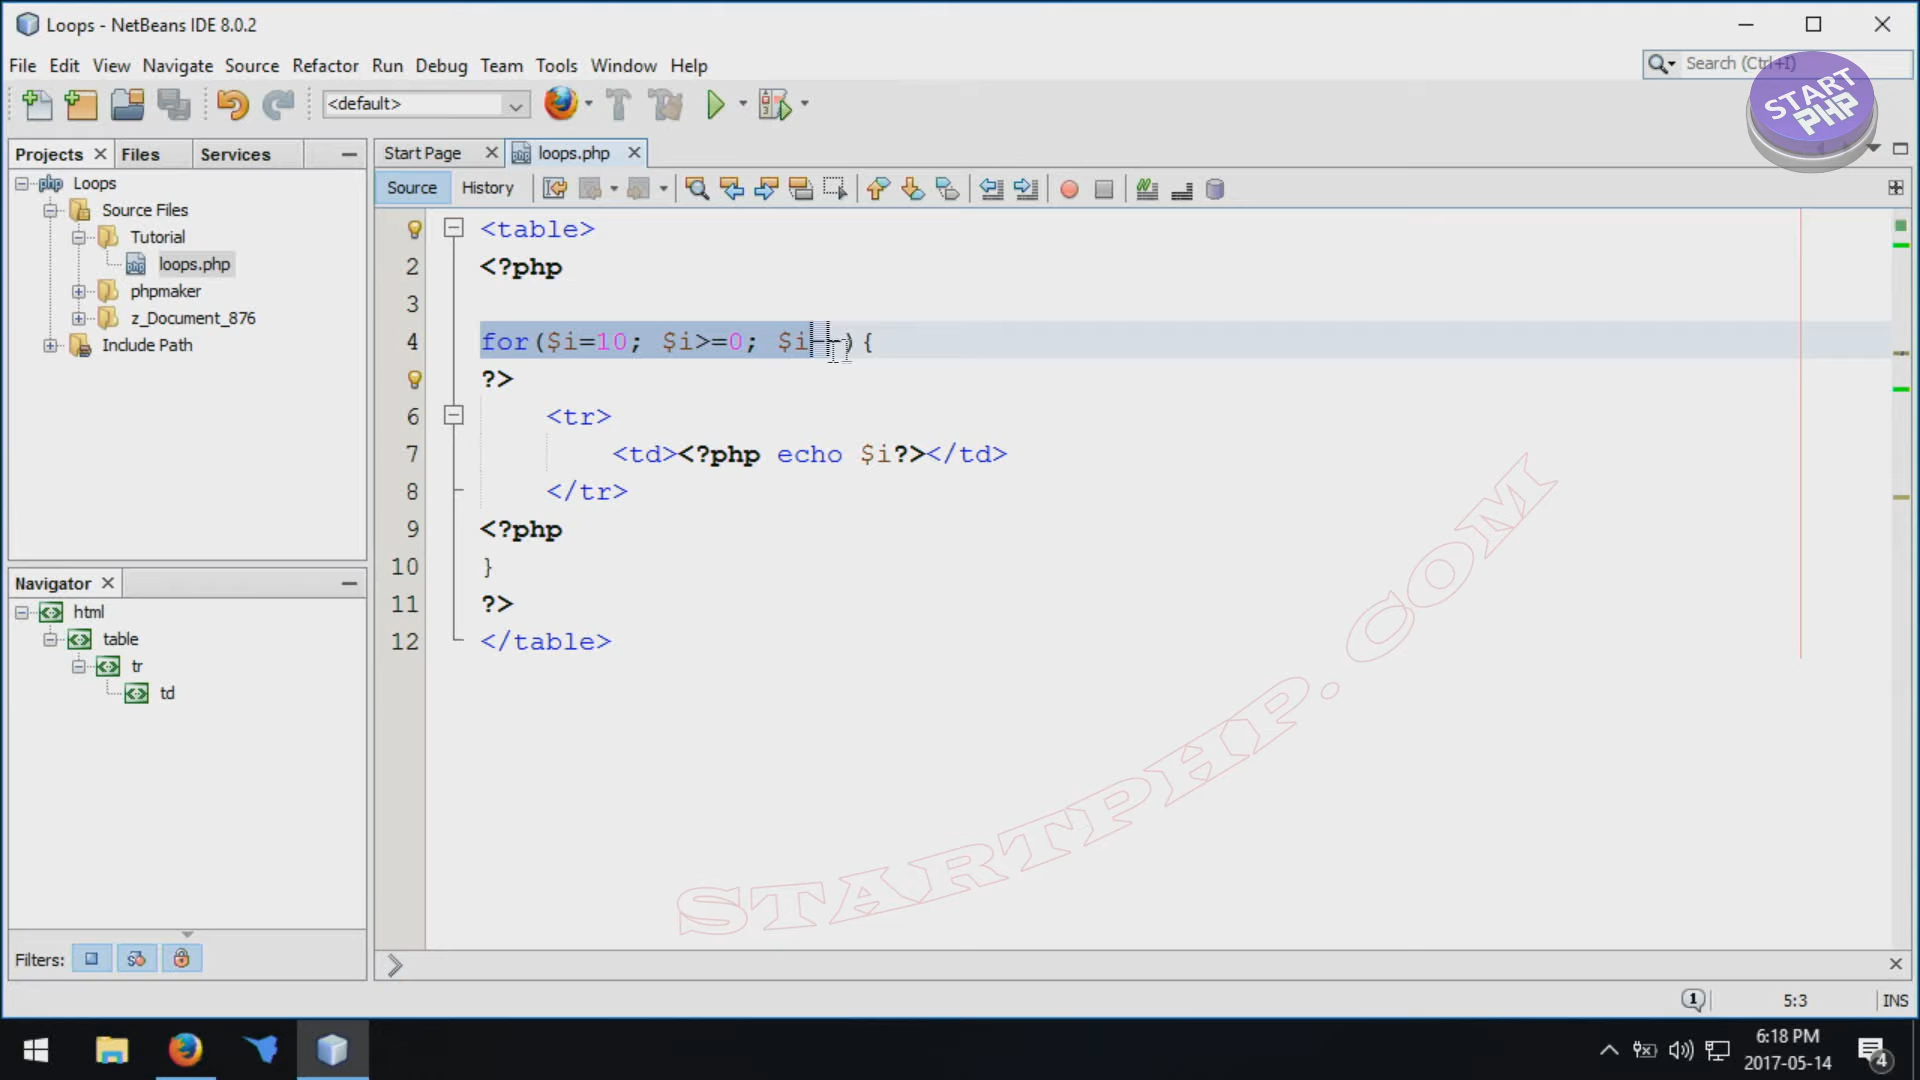 Loops - NetBeans IDE 8.0.2
File Edit View Navigate Source Refactor Run Debug Team Tools Window Help
Search (Ctrl+I)
START
PHP
<default>
Projects Files Services
Start Page loops.php
Source History
Loops
Source Files
Tutorial
loops.php
phpmaker
z_Document_876
Include Path
<table>
2 <?php
3
4 for($i=10; $i>=0; $i--){
?>
6 <tr>
7 <td><?php echo $i?></td>
8 </tr>
9 <?php
10 }
11 ?>
12 </table>
Navigator
html
table
tr
td
STARTPHP.COM
Filters:
1 5:3 INS
6:18 PM
2017-05-14
4